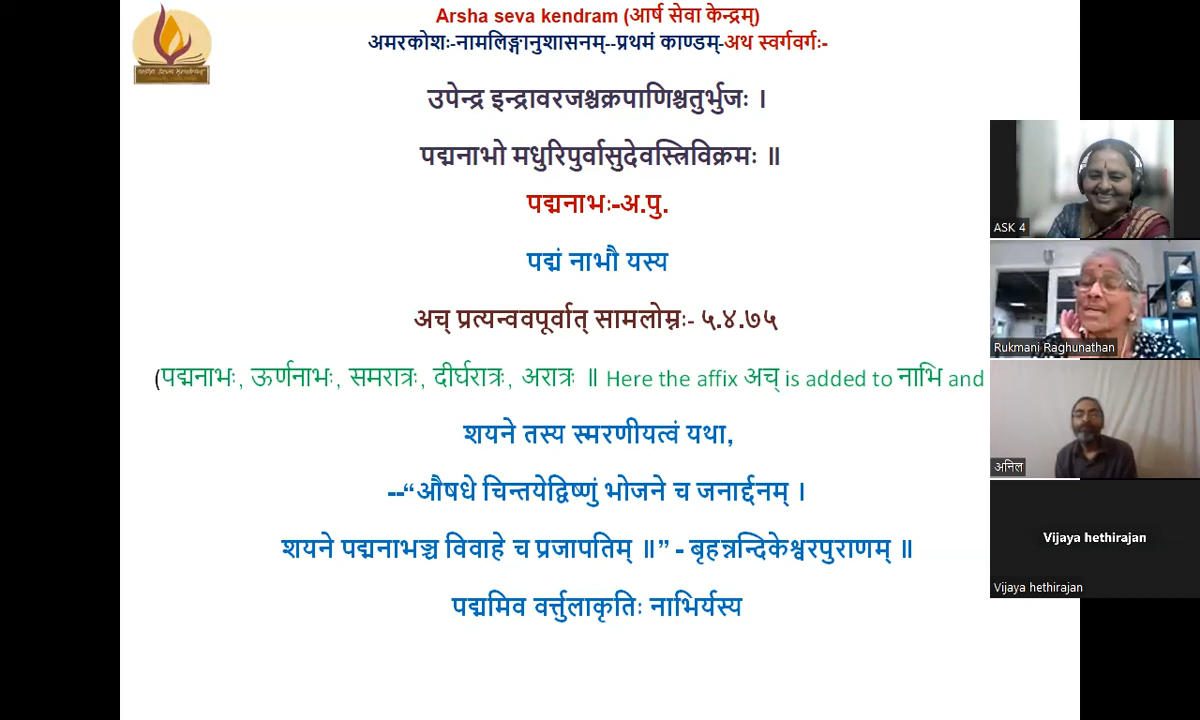 Arsha seva kendram (आर्ष सेवा केन्द्रम्)
अमरकोशः-नामलिङ्गानुशासनम्--प्रथमं काण्डम्-अथ स्वर्गवर्गः-
उपेन्द्र इन्द्रावरजश्चक्रपाणिश्चतुर्भुजः ।
पद्मनाभो मधुरिपुर्वासुदेवस्त्रिविक्रमः ॥
पद्मनाभः-अ.पु.
पद्मं नाभौ यस्य
अच् प्रत्यन्ववपूर्वात् सामलोम्नः- ५.४.७५
(पद्मनाभः, ऊर्णनाभः, समरात्रः, दीर्घरात्रः, अरात्रः ॥ Here the affix अच् is added to नाभि and
शयने तस्य स्मरणीयत्वं यथा,
--“औषधे चिन्तयेद्विष्णुं भोजने च जनार्द्दनम् ।
शयने पद्मनाभञ्च विवाहे च प्रजापतिम् ॥” - बृहन्नन्दिकेश्वरपुराणम् ॥
पद्ममिव वर्त्तुलाकृतिः नाभिर्यस्य
ASK 4
Rukmani Raghunathan
अनिल
Vijaya hethirajan
Vijaya hethirajan